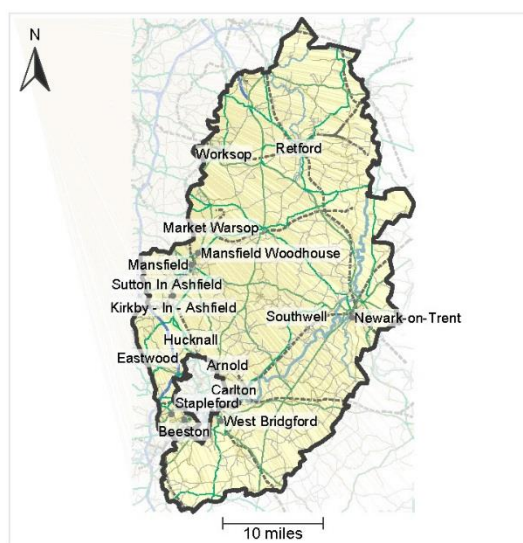 N
Worksop
Retford
Market Warsop
Mansfield Woodhouse
Mansfield
Sutton In Ashfield
Kirkby - In - Ashfield
Southwell
Newark-on-Trent
Hucknall
Eastwood
Arnold
Carlton
Stapleford
West Bridgford
Beeston
10 miles